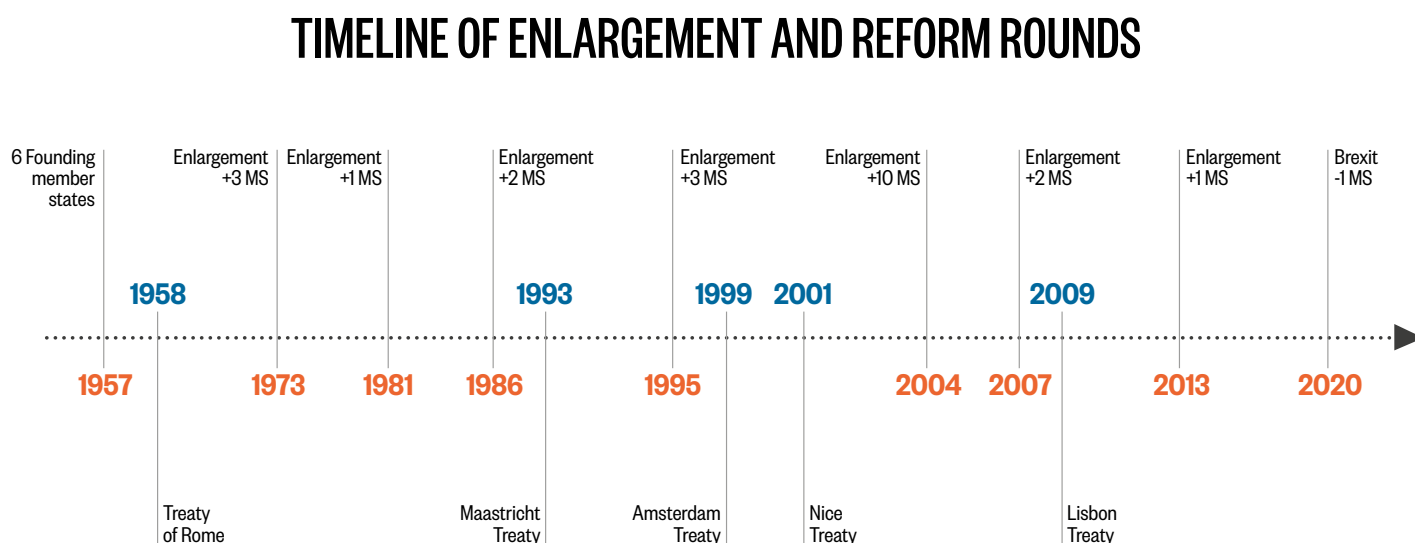 TIMELINE OF ENLARGEMENT AND REFORM ROUNDS
6 Founding
member
states
Enlargement
+3 MS
Enlargement
+1 MS
Enlargement
+2 MS
Enlargement
+3 MS
Enlargement
+10 MS
Enlargement
+2 MS
Enlargement
+1 MS
Brexit
-1 MS
1958
1993
1999
2001
2009
1957
1973
1981
1986
1995
2004
2007
2013
2020
Treaty
of Rome
Maastricht
Treaty
Amsterdam
Treaty
Nice
Treaty
Lisbon
Treaty